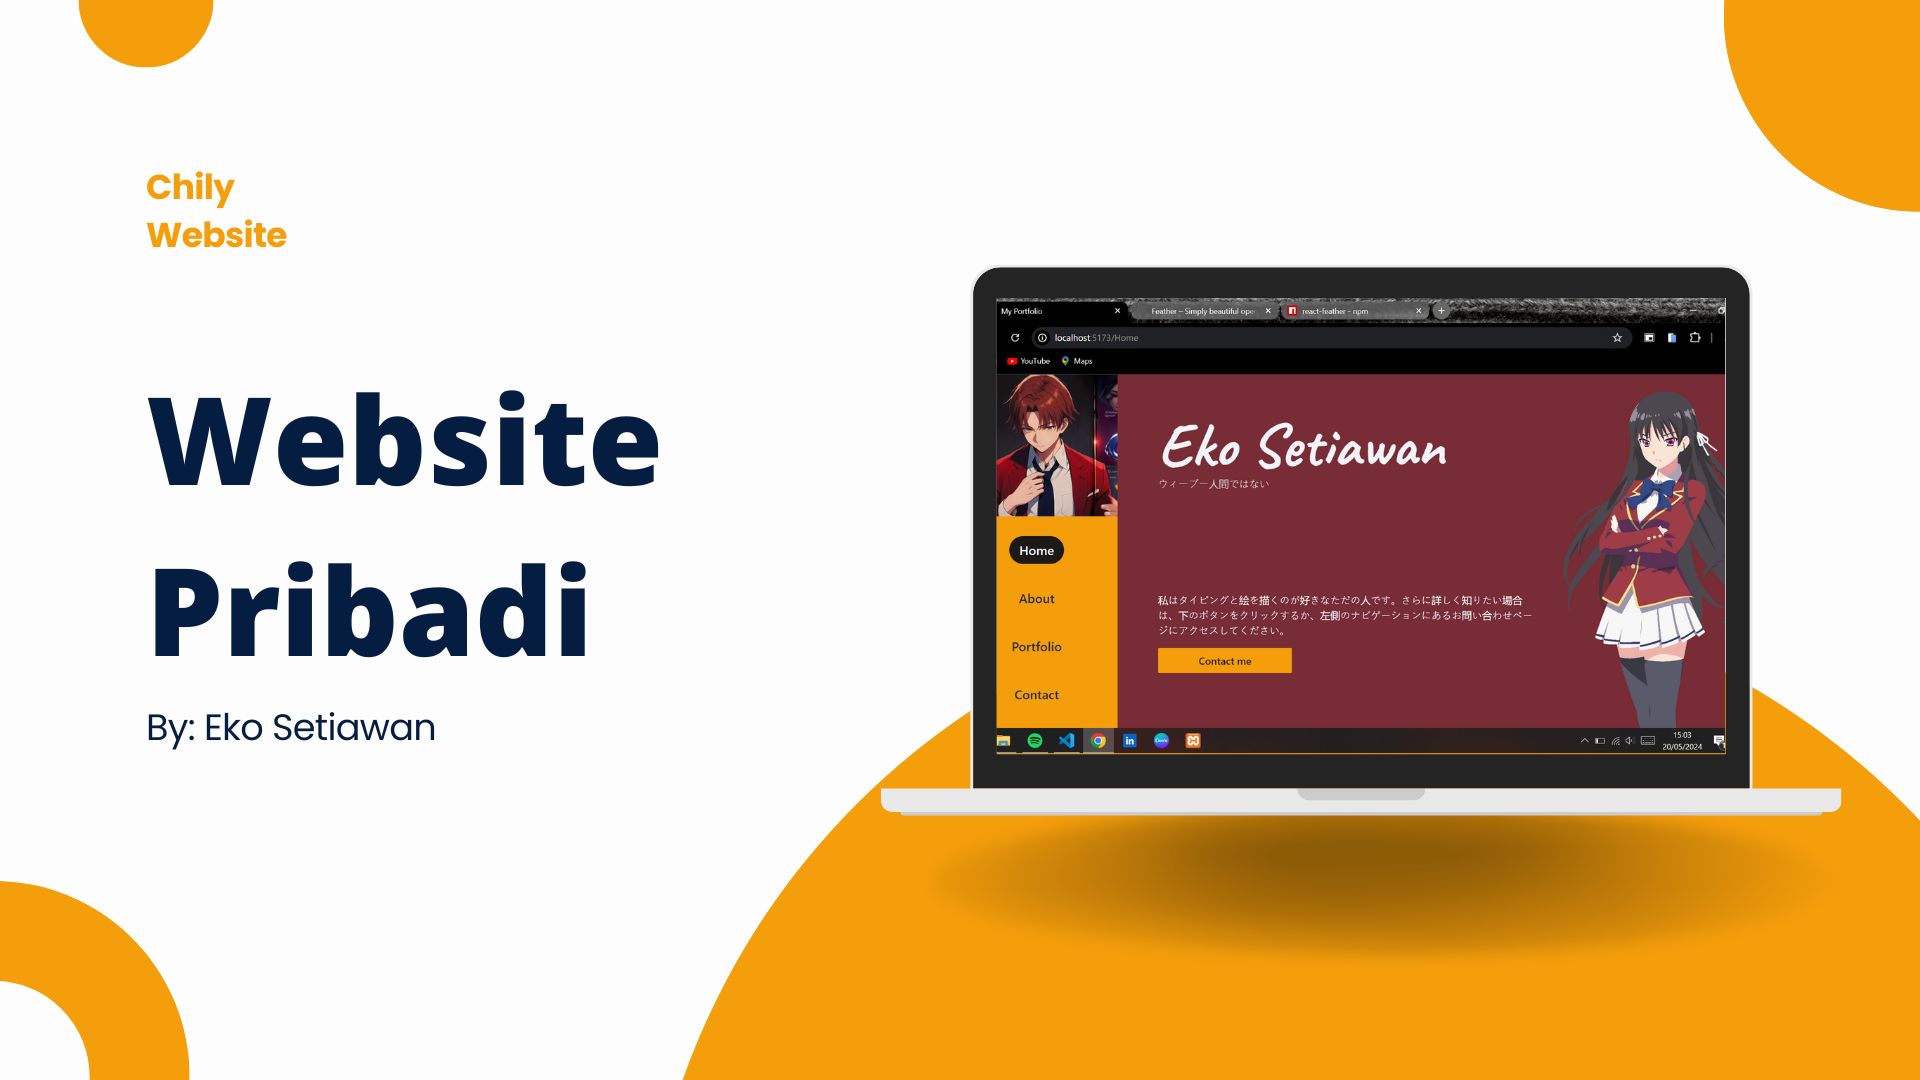 Chily
Website
Website
Pribadi
By: Eko Setiawan
My Portfolio
Feather – Simply beautiful ope
react-feather - npm
localhost:5173/Home
YouTube
Maps
Eko Setiawan
ウィーブー人間ではない
Home
About
Portfolio
Contact
私はタイピングと絵を描くのが好きなただの人です。さらに詳しく知りたい場合
は、下のボタンをクリックするか、左側のナビゲーションにあるお問い合わせペー
ジにアクセスしてください。
Contact me
15:03
20/05/2024